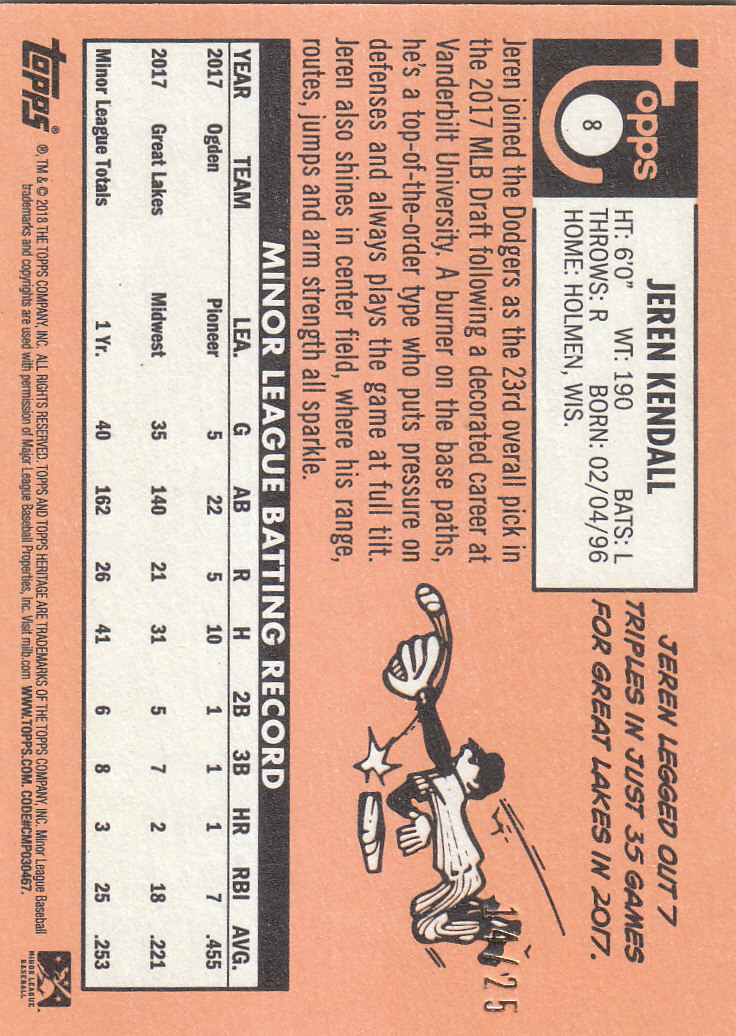 Topps
8
JEREN KENDALL
HT: 6'0" WT: 190 BATS: L
THROWS: R BORN: 02/04/96
HOME: HOLMEN, WIS.
JEREN LEGGED OUT 7
TRIPLES IN JUST 35 GAMES
FOR GREAT LAKES IN 2017.
Jeren joined the Dodgers as the 23rd overall pick in
the 2017 MLB Draft following a decorated career at
Vanderbilt University. A burner on the base paths,
he's a top-of-the-order type who puts pressure on
defenses and always plays the game at full tilt.
Jeren also shines in center field, where his range,
routes, jumps and arm strength all sparkle.
14/25
MINOR LEAGUE BATTING RECORD
YEAR TEAM LEA. G AB R H 2B 3B HR RBI AVG.
2017 Ogden Pioneer 5 22 5 10 1 1 1 7 .455
2017 Great Lakes Midwest 35 140 21 31 5 7 2 18 .221
Minor League Totals 1 Yr. 40 162 26 41 6 8 3 25 .253
Topps® ®, TM & © 2018 THE TOPPS COMPANY, INC. ALL RIGHTS RESERVED. TOPPS AND TOPPS HERITAGE ARE TRADEMARKS OF THE TOPPS COMPANY, INC. Minor League Baseball
trademarks and copyrights are used with permission of Major League Baseball Properties, Inc. Visit milb.com WWW.TOPPS.COM. CODE#CMP030467.
MINOR LEAGUE
BASEBALL